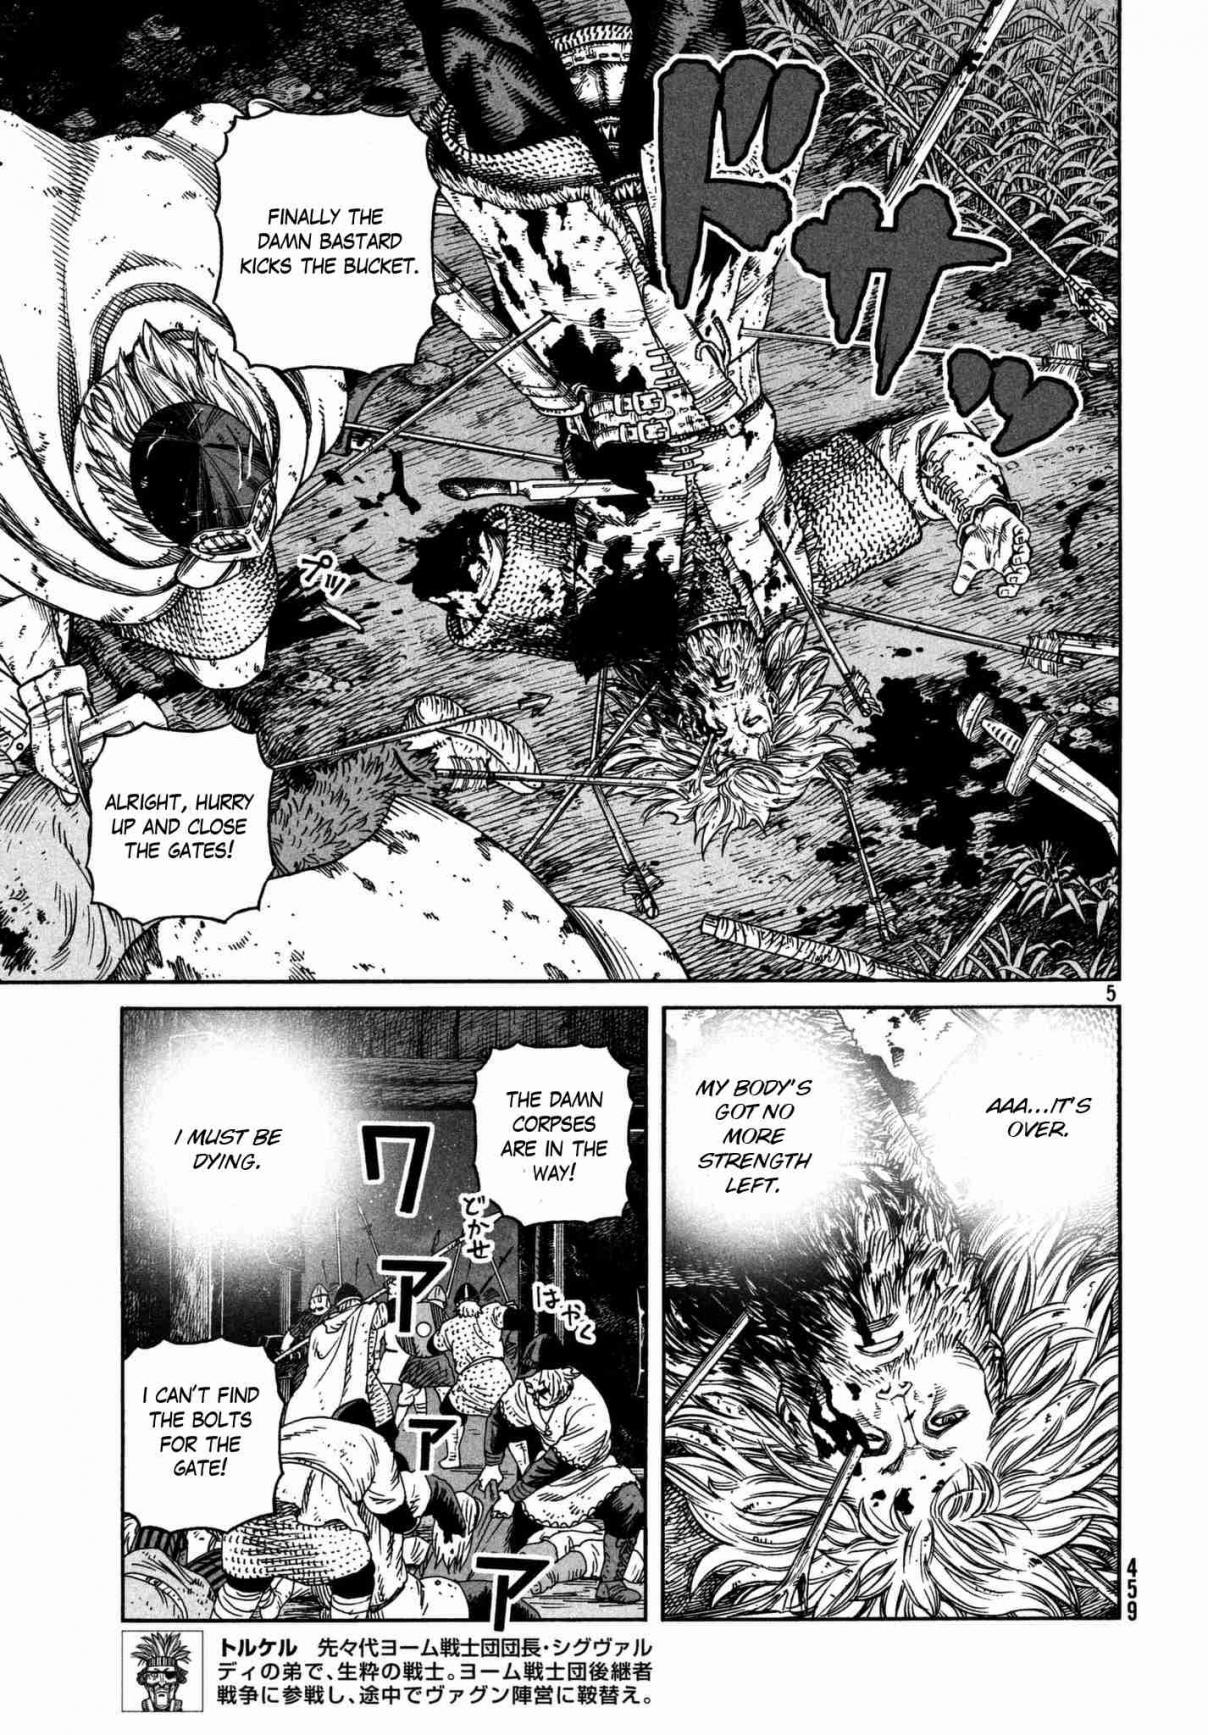 FINALLY THE
DAMN BASTARD
KICKS THE BUCKET.
ドサッ
プッ
ALRIGHT, HURRY
UP AND CLOSE
THE GATES!
5
AAA...IT'S
OVER.
MY BODY'S
GOT NO
MORE
STRENGTH
LEFT.
THE DAMN
CORPSES
ARE IN THE
WAY!
どかせ
はやく
ワアアア
I MUST BE
DYING.
I CAN'T FIND
THE BOLTS
FOR THE
GATE!
459
トルケル 先々代ヨーム戦士団団長・シグヴァル
ディの弟で、生粋の戦士。ヨーム戦士団後継者
戦争に参戦し、途中でヴァグン陣営に鞍替え。